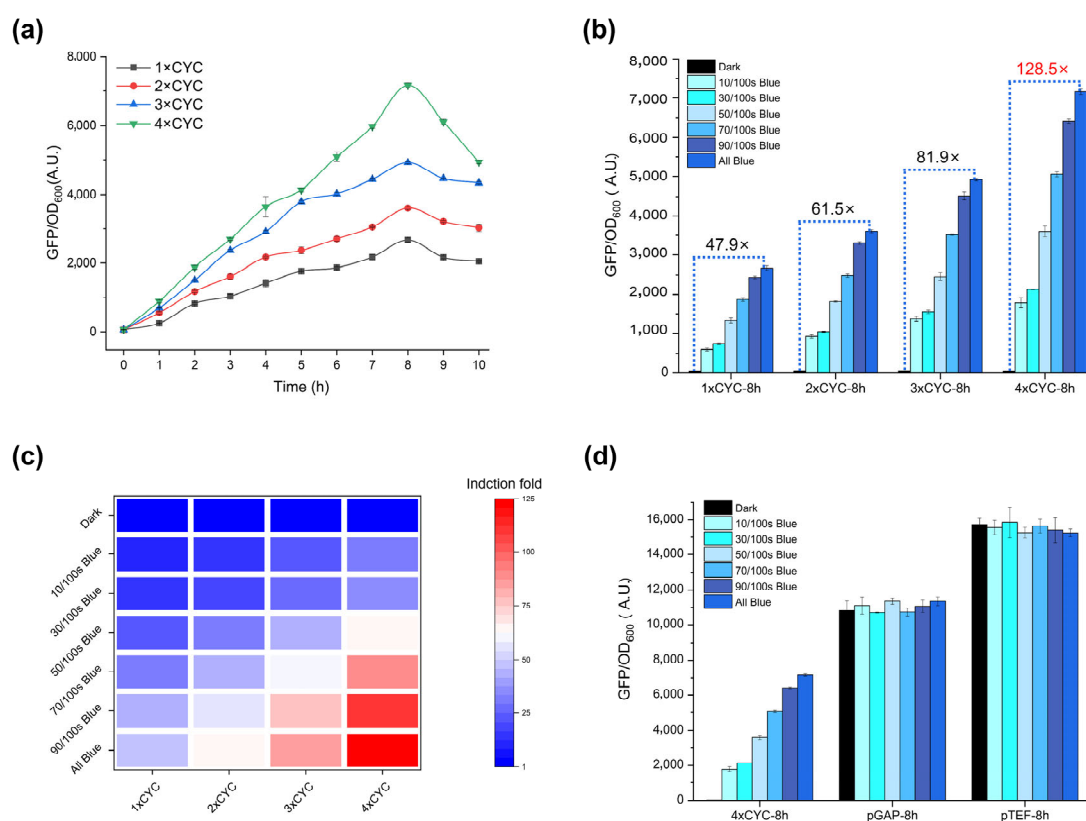 (a)
8,000
6,000
4,000
2,000
0
GFP/OD600(A.U.)
1×CYC
2×CYC
3×CYC
4×CYC
0 1 2 3 4 5 6 7 8 9 10
Time (h)
(b)
8,000
7,000
6,000
5,000
4,000
3,000
2,000
1,000
0
GFP/OD600 ( A.U.)
Dark
10/100s Blue
30/100s Blue
50/100s Blue
70/100s Blue
90/100s Blue
All Blue
47.9×
61.5×
81.9×
128.5×
1xCYC-8h 2xCYC-8h 3xCYC-8h 4xCYC-8h
(c)
Indction fold
Dark
10/100s Blue
30/100s Blue
50/100s Blue
70/100s Blue
90/100s Blue
All Blue
1xCYC 2xCYC 3xCYC 4xCYC
125
100
75
50
25
1
(d)
16,000
14,000
12,000
10,000
8,000
6,000
4,000
2,000
0
GFP/OD600 ( A.U.)
Dark
10/100s Blue
30/100s Blue
50/100s Blue
70/100s Blue
90/100s Blue
All Blue
4xCYC-8h pGAP-8h pTEF-8h